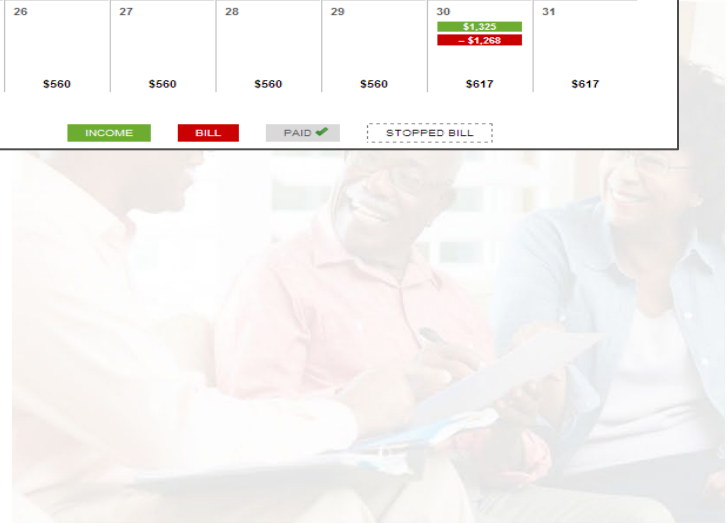 26 27 28 29 30 31
$1,325
– $1,268
$560 $560 $560 $560 $617 $617
INCOME BILL PAID ✔ STOPPED BILL